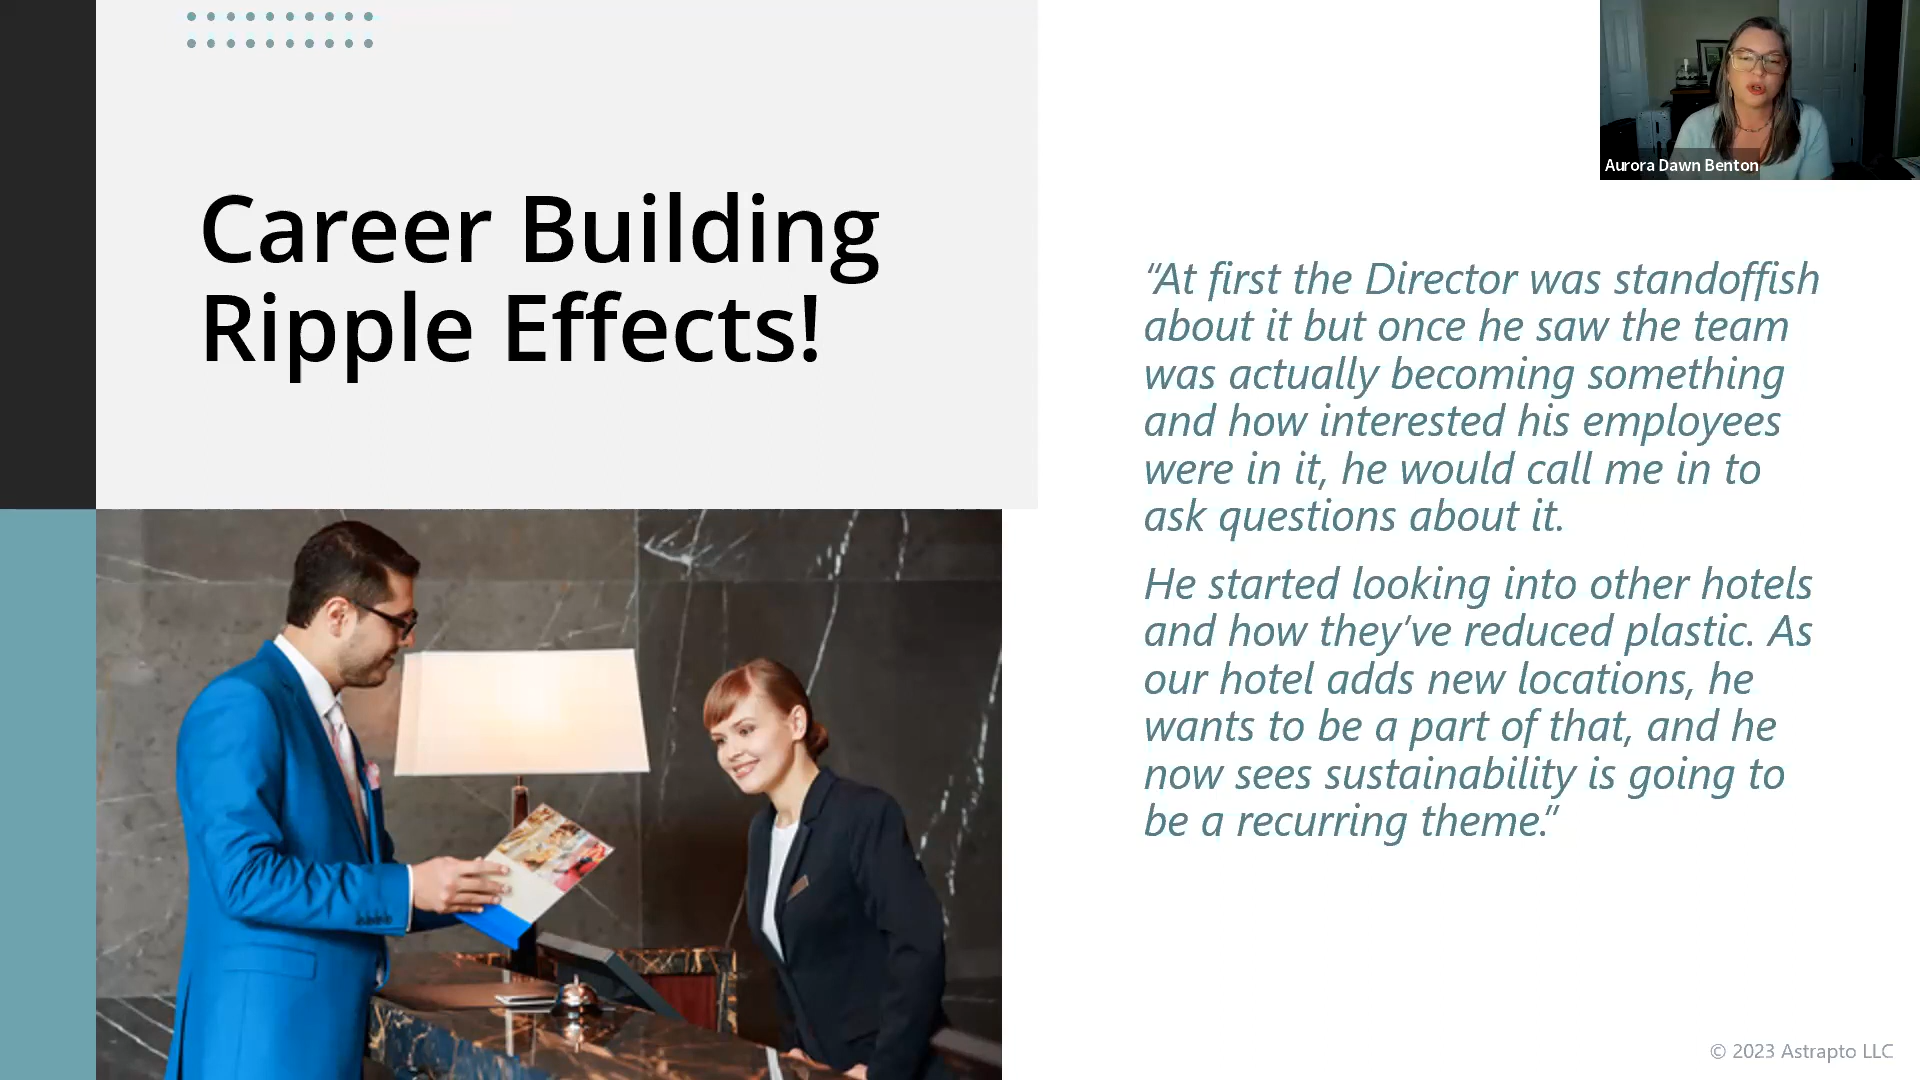 Career Building
Ripple Effects!
Aurora Dawn Benton
“At first the Director was standoffish
about it but once he saw the team
was actually becoming something
and how interested his employees
were in it, he would call me in to
ask questions about it.
He started looking into other hotels
and how they’ve reduced plastic. As
our hotel adds new locations, he
wants to be a part of that, and he
now sees sustainability is going to
be a recurring theme.”
© 2023 Astrapto LLC